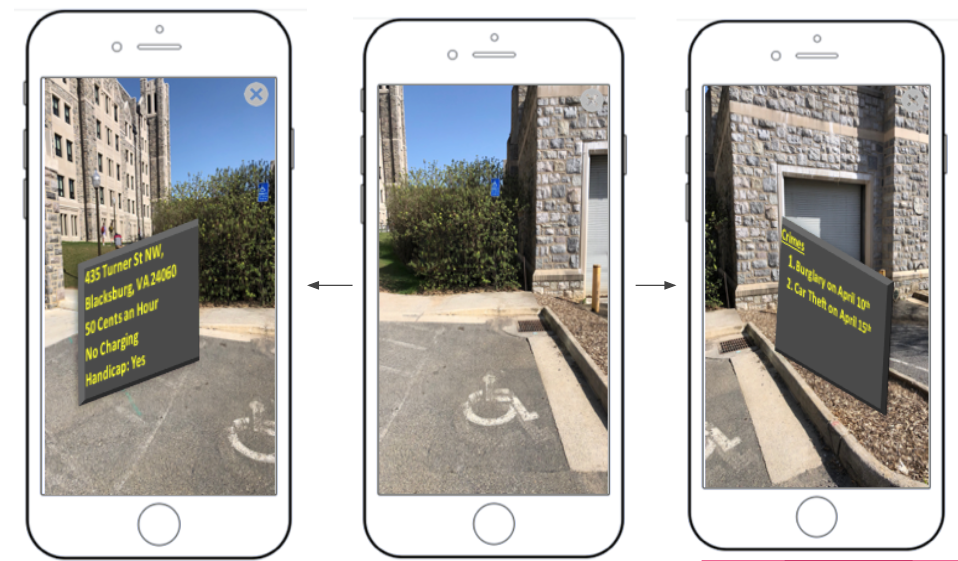 435 Turner St NW,
Blacksburg, VA 24060
50 Cents an Hour
No Charging
Handicap: Yes
Crimes
1. Burglary on April 10th
2. Car Theft on April 15th